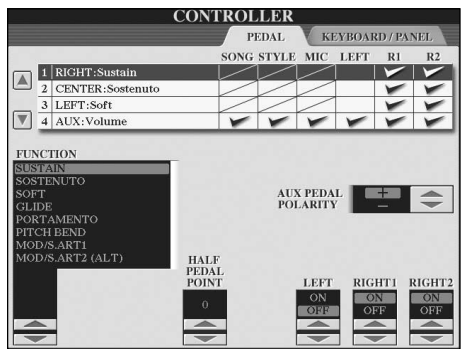 CONTROLLER
PEDAL KEYBOARD / PANEL
SONG STYLE MIC LEFT R1 R2
1 RIGHT:Sustain
2 CENTER:Sostenuto
3 LEFT:Soft
4 AUX:Volume
FUNCTION
SUSTAIN
SOSTENUTO
SOFT
GLIDE
PORTAMENTO
PITCH BEND
MOD/S.ART1
MOD/S.ART2 (ALT)
AUX PEDAL
POLARITY
+
−
HALF
PEDAL
POINT
0
LEFT RIGHT1 RIGHT2
ON ON ON
OFF OFF OFF